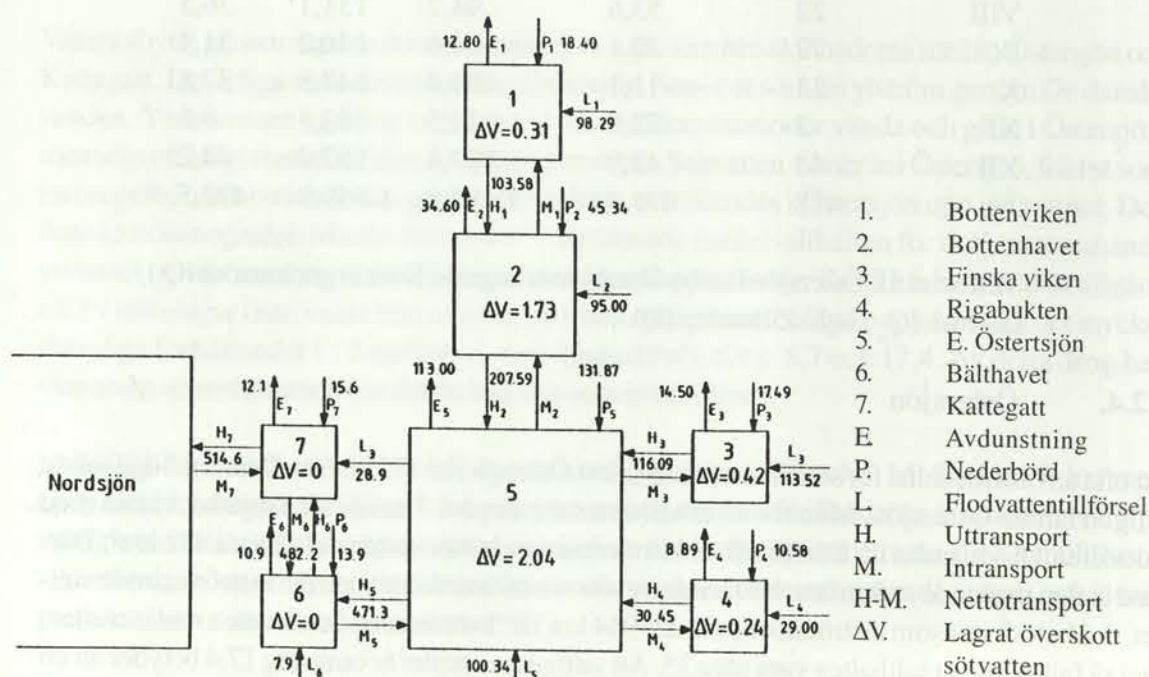 12.80 E1 P1 18.40
1
ΔV=0.31
L1
98.29
103.58
34.60 E2 H1 M1 P2 45.34
2
ΔV=1.73
L2
95.00
113.00 207.59 131.87
E5 H2 M2 P5
12.1 15.6
E7 P7
14.50 17.49
E3 P3
Nordsjön
H7
514.6
M7
7
ΔV=0
L3
28.9
5
ΔV=2.04
H3
116.09
M3
3
ΔV=0.42
L3
113.52
E6 M6 H6 P6
10.9 482.2 13.9
6
ΔV=0
H5
471.3
M5
8.89 E4 P4 10.58
H4
30.45
M4
4
ΔV=0.24
L4
29.00
7.9 L6
100.34 L5
1. Bottenviken
2. Bottenhavet
3. Finska viken
4. Rigabukten
5. E. Östertsjön
6. Bälthavet
7. Kattegatt
E. Avdunstning
P. Nederbörd
L. Flodvattentillförsel
H. Uttransport
M. Intransport
H-M. Nettotransport
ΔV Lagrat överskott
sötvatten